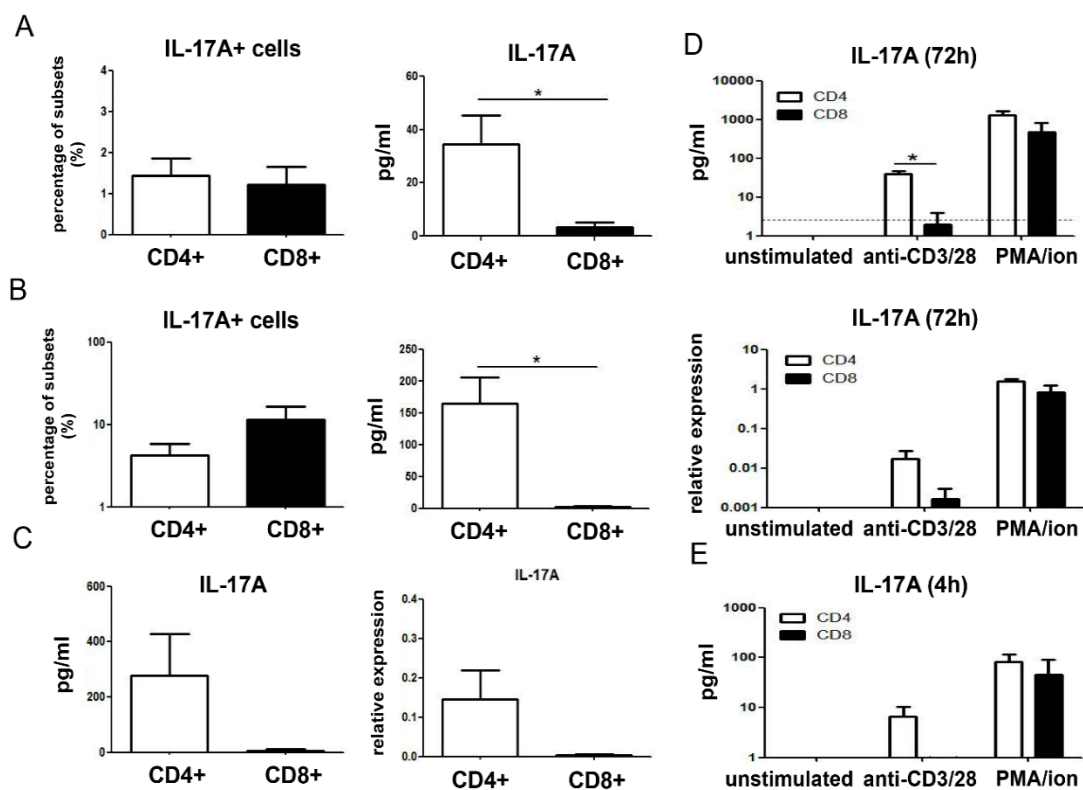 A
IL-17A+ cells
percentage of subsets
(%)
4
3
2
1
0
CD4+
CD8+
IL-17A
pg/ml
60
40
20
0
*
CD4+
CD8+
B
IL-17A+ cells
percentage of subsets
(%)
100
10
1
CD4+
CD8+
pg/ml
250
200
150
100
50
0
*
CD4+
CD8+
C
IL-17A
pg/ml
600
400
200
0
CD4+
CD8+
IL-17A
relative expression
0.4
0.3
0.2
0.1
0.0
CD4+
CD8+
D
IL-17A (72h)
pg/ml
10000
1000
100
10
1
CD4
CD8
*
unstimulated
anti-CD3/28
PMA/ion
IL-17A (72h)
relative expression
10
1
0.1
0.01
0.001
CD4
CD8
unstimulated
anti-CD3/28
PMA/ion
E
IL-17A (4h)
pg/ml
1000
100
10
1
CD4
CD8
unstimulated
anti-CD3/28
PMA/ion